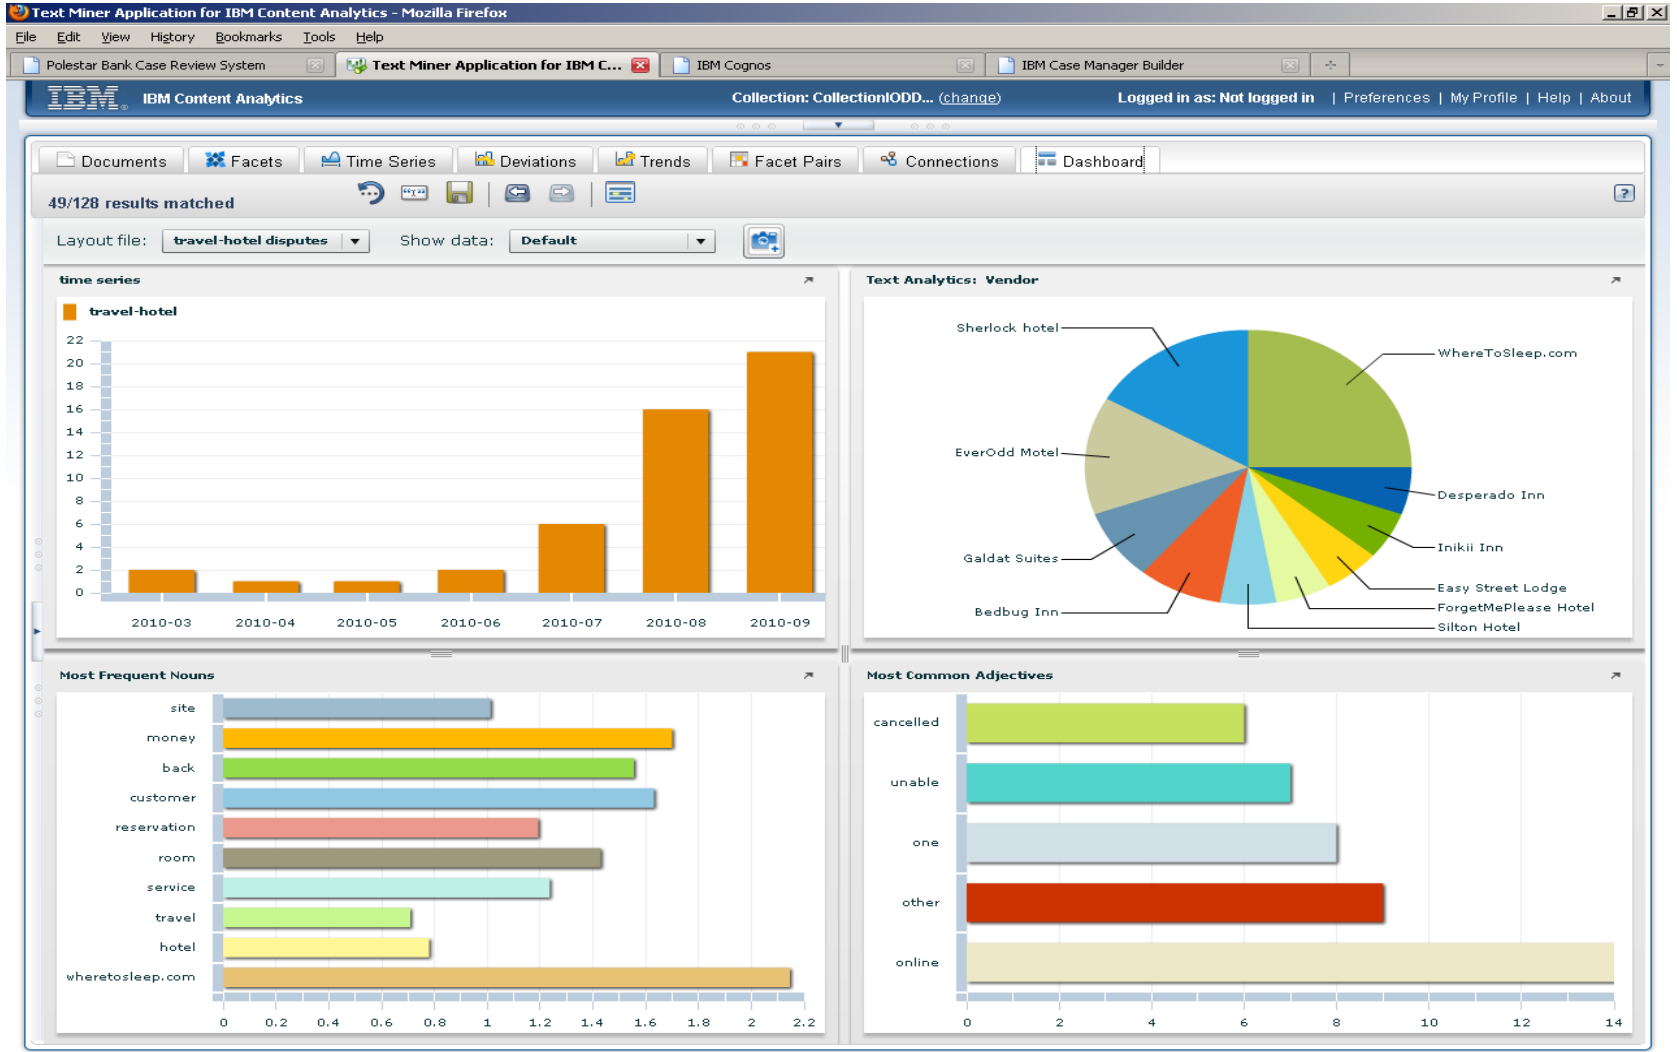 Text Miner Application for IBM Content Analytics - Mozilla Firefox
File Edit View History Bookmarks Tools Help
Polestar Bank Case Review System Text Miner Application for IBM C... IBM Cognos IBM Case Manager Builder
IBM. IBM Content Analytics Collection: CollectionIODD... (change) Logged in as: Not logged in | Preferences | My Profile | Help | About
Documents Facets Time Series Deviations Trends Facet Pairs Connections Dashboard
49/128 results matched
Layout file: travel-hotel disputes Show data: Default
time series
travel-hotel
22
20
18
16
14
12
10
8
6
4
2
0
2010-03 2010-04 2010-05 2010-06 2010-07 2010-08 2010-09
Text Analytics: Vendor
Sherlock hotel
WhereToSleep.com
EverOdd Motel
Desperado Inn
Inikii Inn
Galdat Suites
Easy Street Lodge
ForgetMePlease Hotel
Bedbug Inn
Silton Hotel
Most Frequent Nouns
site
money
back
customer
reservation
room
service
travel
hotel
wheretosleep.com
0 0.2 0.4 0.6 0.8 1 1.2 1.4 1.6 1.8 2 2.2
Most Common Adjectives
cancelled
unable
one
other
online
0 2 4 6 8 10 12 14